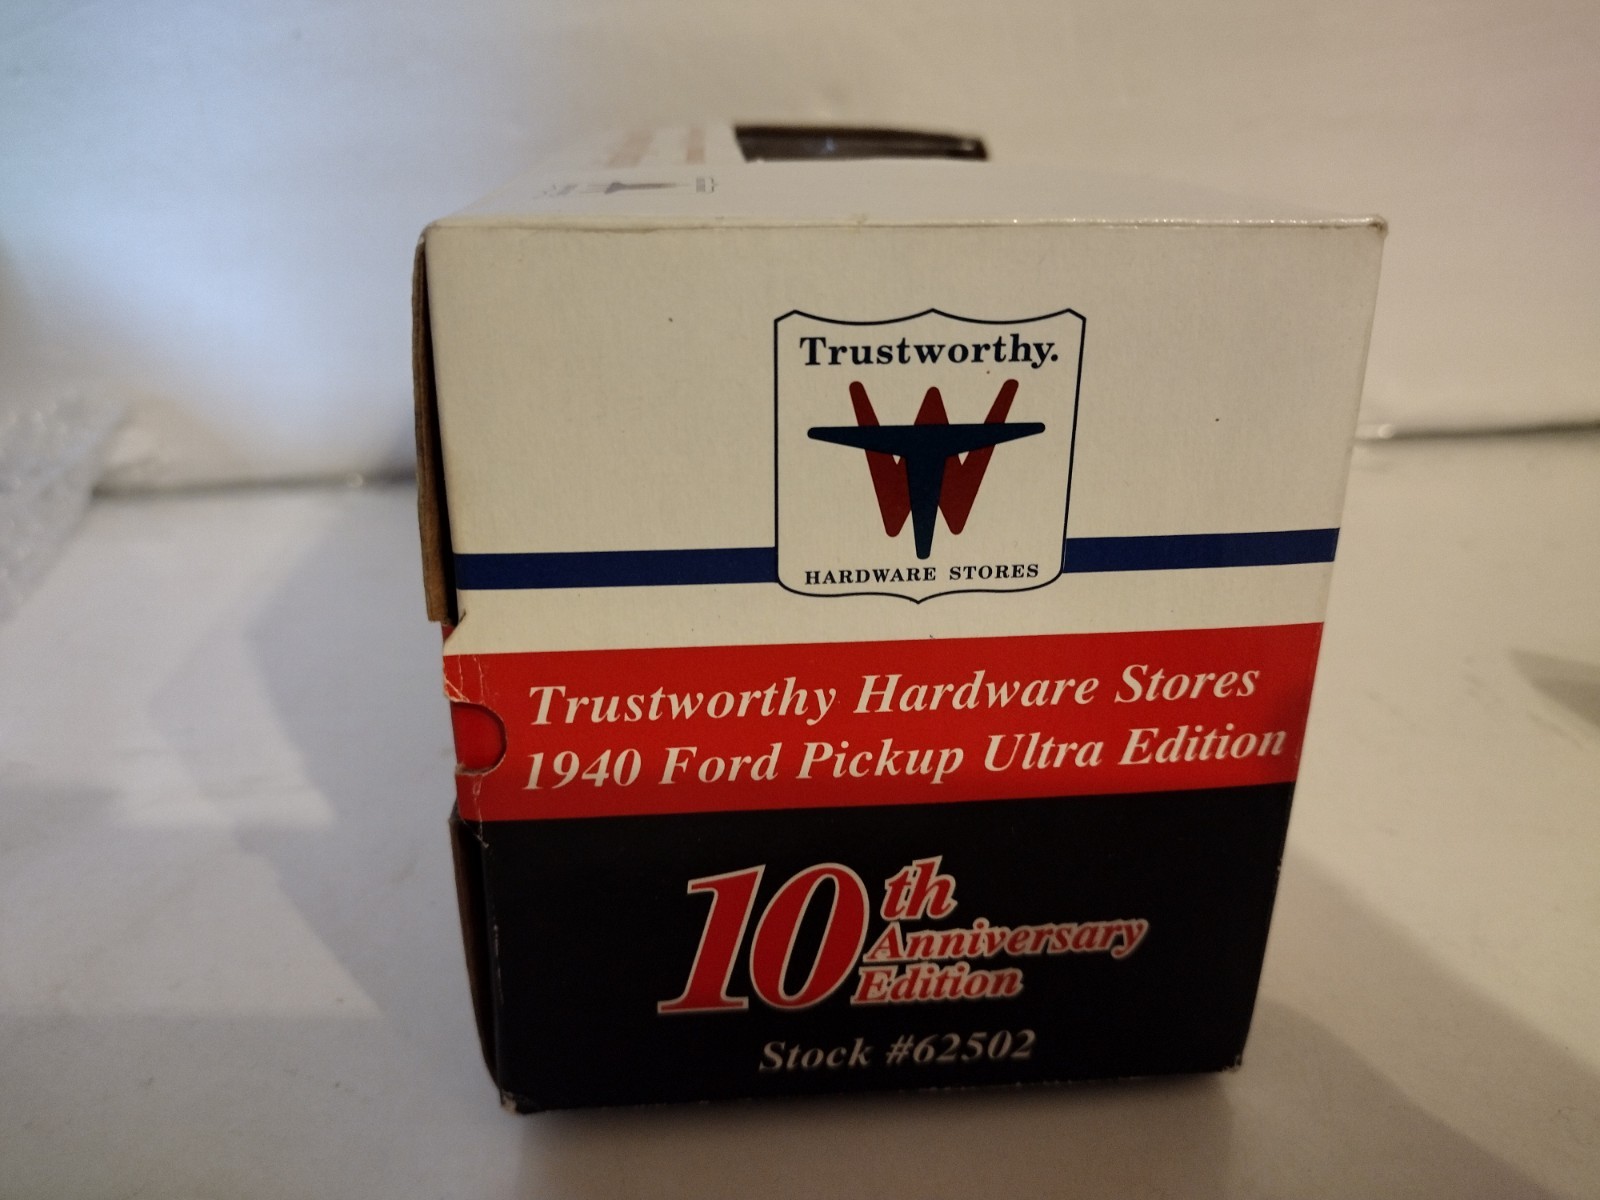 Trustworthy.
HARDWARE STORES
Trustworthy Hardware Stores
1940 Ford Pickup Ultra Edition
10th
Anniversary
Edition
Stock #62502